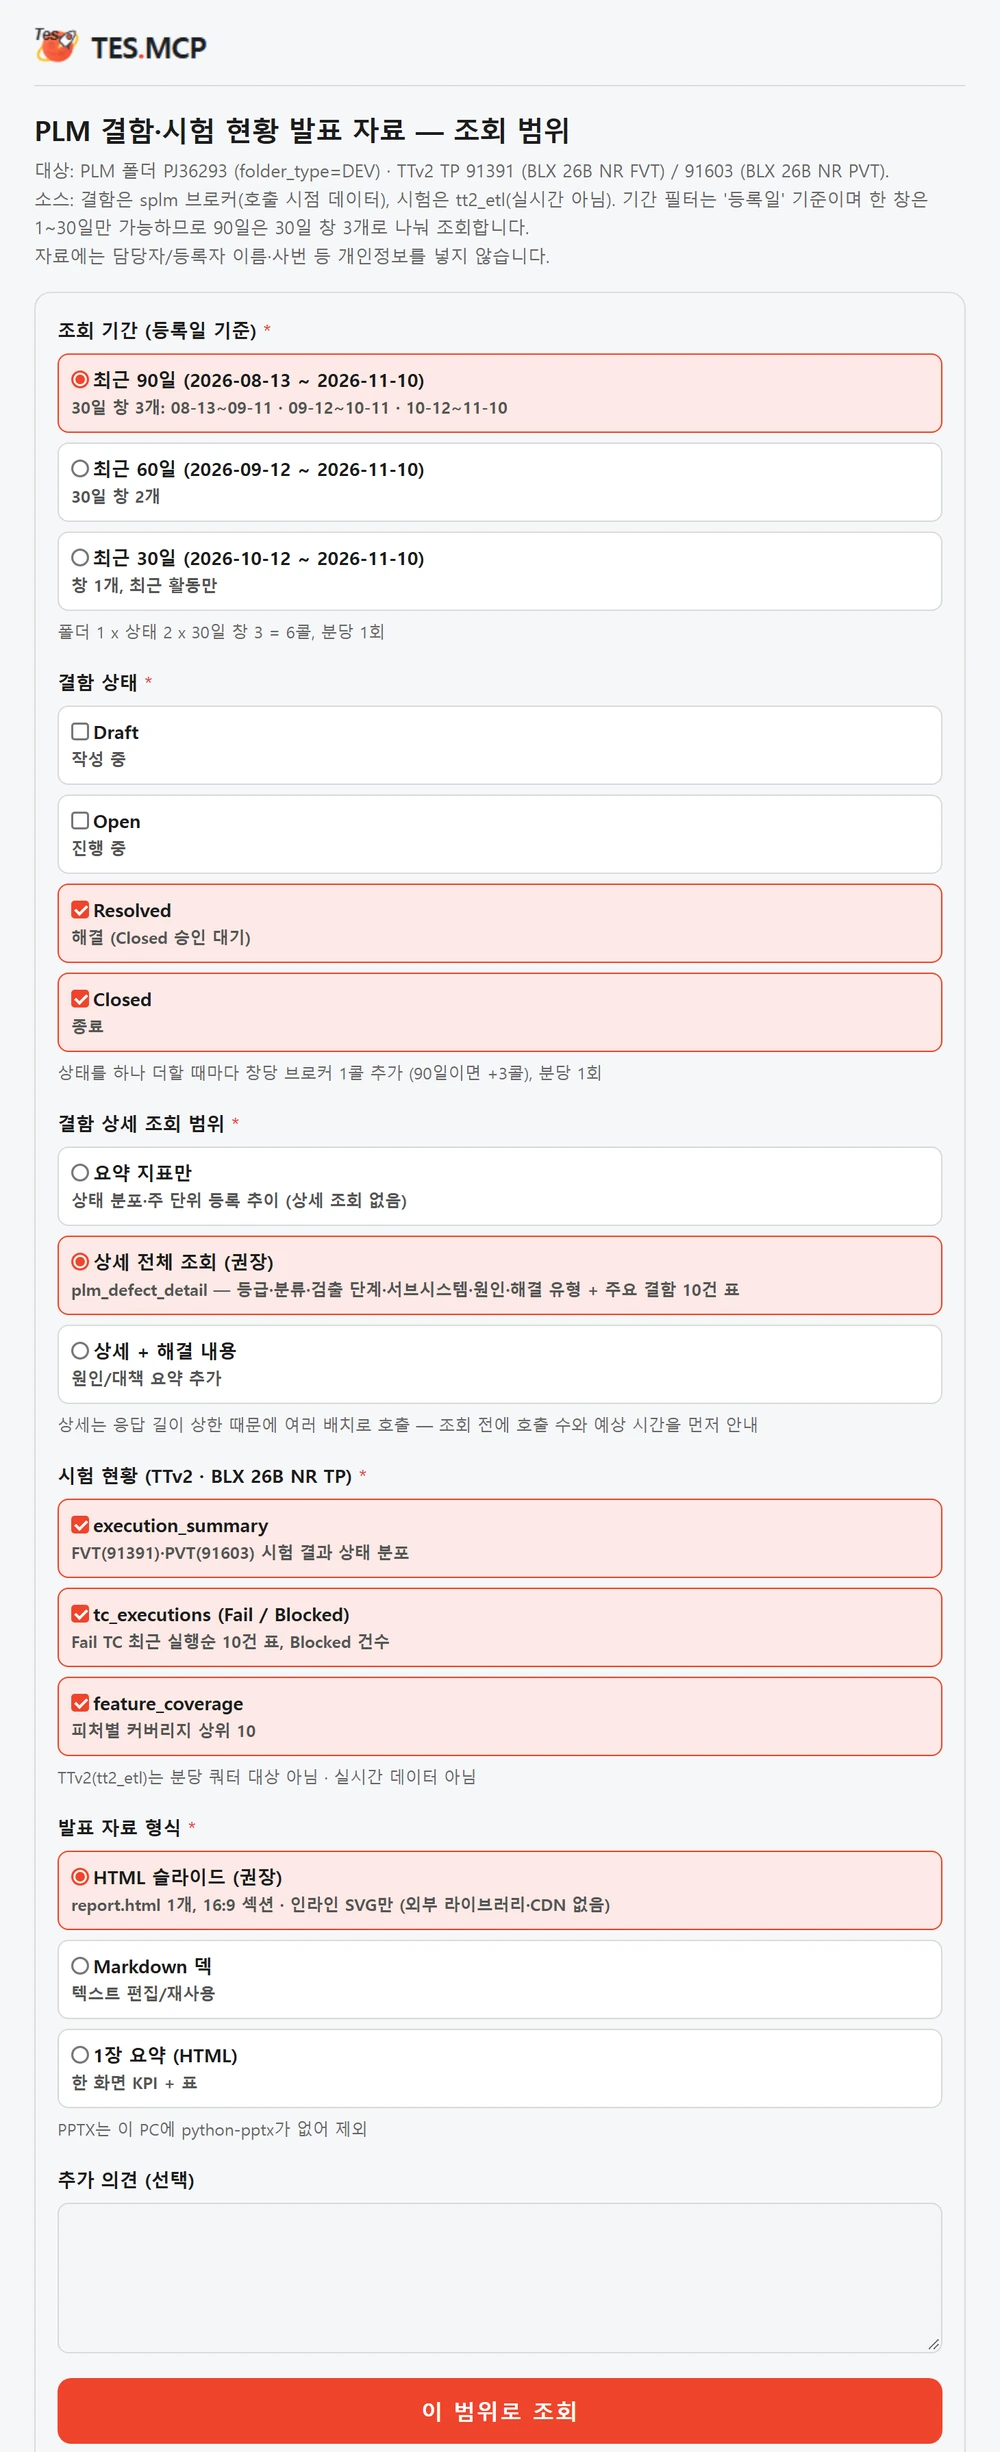 Tes
TES.MCP
PLM 결함·시험 현황 발표 자료 — 조회 범위
대상: PLM 폴더 PJ36293 (folder_type=DEV) · TTv2 TP 91391 (BLX 26B NR FVT) / 91603 (BLX 26B NR PVT).
소스: 결함은 splm 브로커(호출 시점 데이터), 시험은 tt2_etl(실시간 아님). 기간 필터는 '등록일' 기준이며 한 창은
1~30일만 가능하므로 90일은 30일 창 3개로 나눠 조회합니다.
자료에는 담당자/등록자 이름·사번 등 개인정보를 넣지 않습니다.
조회 기간 (등록일 기준) *
최근 90일 (2026-08-13 ~ 2026-11-10)
30일 창 3개: 08-13~09-11 · 09-12~10-11 · 10-12~11-10
최근 60일 (2026-09-12 ~ 2026-11-10)
30일 창 2개
최근 30일 (2026-10-12 ~ 2026-11-10)
창 1개, 최근 활동만
폴더 1 x 상태 2 x 30일 창 3 = 6콜, 분당 1회
결함 상태 *
Draft
작성 중
Open
진행 중
Resolved
해결 (Closed 승인 대기)
Closed
종료
상태를 하나 더할 때마다 창당 브로커 1콜 추가 (90일이면 +3콜), 분당 1회
결함 상세 조회 범위 *
요약 지표만
상태 분포·주 단위 등록 추이 (상세 조회 없음)
상세 전체 조회 (권장)
plm_defect_detail — 등급·분류·검출 단계·서브시스템·원인·해결 유형 + 주요 결함 10건 표
상세 + 해결 내용
원인/대책 요약 추가
상세는 응답 길이 상한 때문에 여러 배치로 호출 — 조회 전에 호출 수와 예상 시간을 먼저 안내
시험 현황 (TTv2 · BLX 26B NR TP) *
execution_summary
FVT(91391)·PVT(91603) 시험 결과 상태 분포
tc_executions (Fail / Blocked)
Fail TC 최근 실행순 10건 표, Blocked 건수
feature_coverage
피처별 커버리지 상위 10
TTv2(tt2_etl)는 분당 쿼터 대상 아님 · 실시간 데이터 아님
발표 자료 형식 *
HTML 슬라이드 (권장)
report.html 1개, 16:9 섹션 · 인라인 SVG만 (외부 라이브러리·CDN 없음)
Markdown 덱
텍스트 편집/재사용
1장 요약 (HTML)
한 화면 KPI + 표
PPTX는 이 PC에 python-pptx가 없어 제외
추가 의견 (선택)
이 범위로 조회